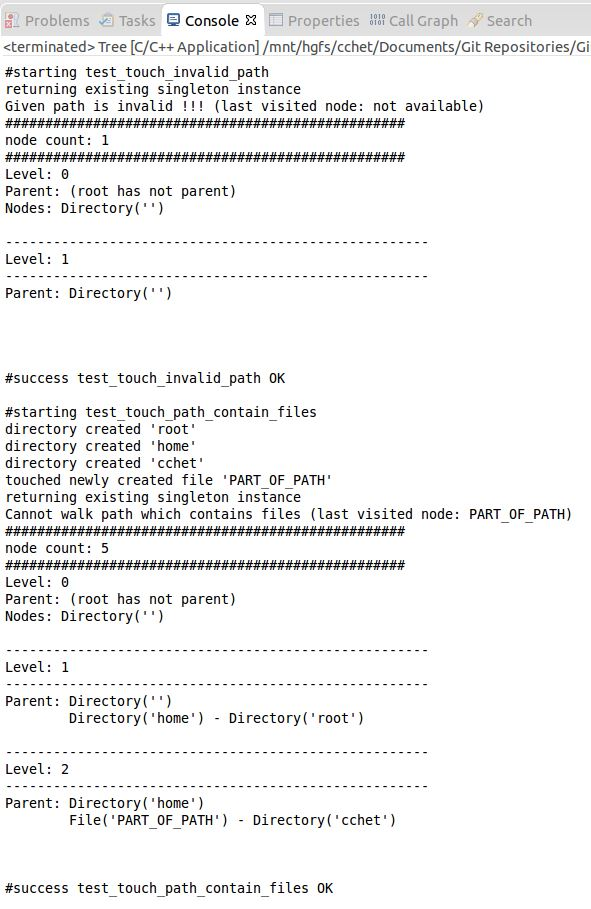 Problems Tasks Console Properties Call Graph Search
<terminated> Tree [C/C++ Application] /mnt/hgfs/cchet/Documents/Git Repositories/Gi
#starting test_touch_invalid_path
returning existing singleton instance
Given path is invalid !!! (last visited node: not available)
##################################################
node count: 1
##################################################
Level: 0
Parent: (root has not parent)
Nodes: Directory('')
-----------------------------------------------------
Level: 1
-----------------------------------------------------
Parent: Directory('')
#success test_touch_invalid_path OK
#starting test_touch_path_contain_files
directory created 'root'
directory created 'home'
directory created 'cchet'
touched newly created file 'PART_OF_PATH'
returning existing singleton instance
Cannot walk path which contains files (last visited node: PART_OF_PATH)
##################################################
node count: 5
##################################################
Level: 0
Parent: (root has not parent)
Nodes: Directory('')
-----------------------------------------------------
Level: 1
-----------------------------------------------------
Parent: Directory('')
Directory('home') - Directory('root')
-----------------------------------------------------
Level: 2
-----------------------------------------------------
Parent: Directory('home')
File('PART_OF_PATH') - Directory('cchet')
#success test_touch_path_contain_files OK